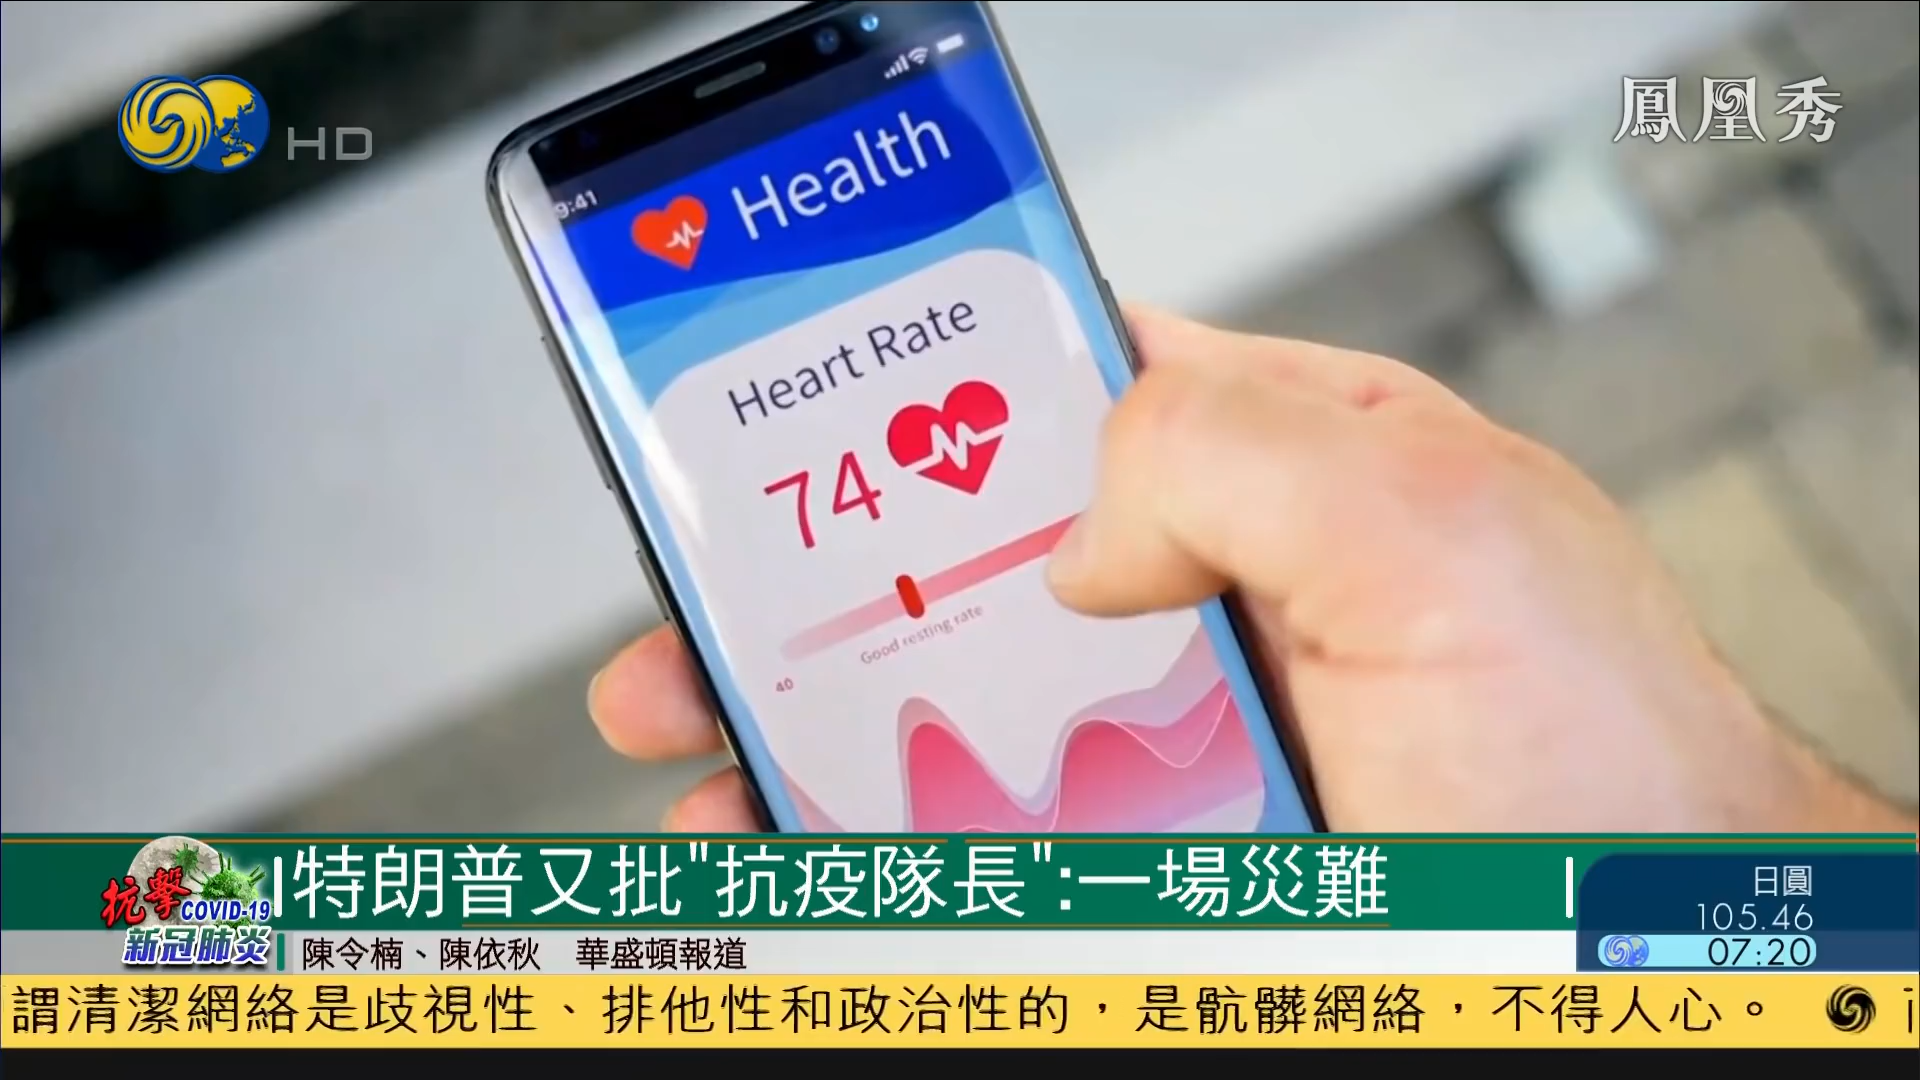 HD
鳳凰秀
9:41
Health
Heart Rate
74
Good resting rate
40
特朗普又批"抗疫隊長":一場災難
抗擊
COVID-19
新冠肺炎
陳令楠、陳依秋 華盛頓報道
日圓
105.46
07:20
謂清潔網絡是歧視性、排他性和政治性的，是骯髒網絡，不得人心。